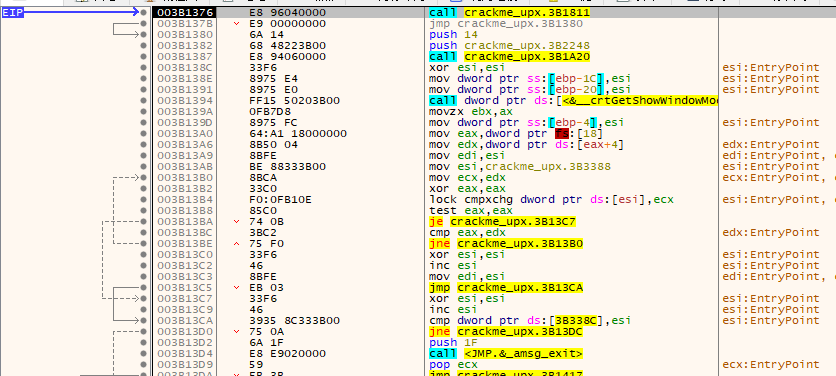 EIP 003B1376 E8 96040000 call crackme_upx.3B1811
003B137B E9 00000000 jmp crackme_upx.3B1380
003B1380 6A 14 push 14
003B1382 68 48223B00 push crackme_upx.3B2248
003B1387 E8 94060000 call crackme_upx.3B1A20
003B138C 33F6 xor esi,esi esi:EntryPoint
003B138E 8975 E4 mov dword ptr ss:[ebp-1C],esi esi:EntryPoint
003B1391 8975 E0 mov dword ptr ss:[ebp-20],esi esi:EntryPoint
003B1394 FF15 50203B00 call dword ptr ds:[<&__crtGetShowWindowMo
003B139A 0FB7D8 movzx ebx,ax
003B139D 8975 FC mov dword ptr ss:[ebp-4],esi esi:EntryPoint
003B13A0 64:A1 18000000 mov eax,dword ptr fs:[18]
003B13A6 8B50 04 mov edx,dword ptr ds:[eax+4] edx:EntryPoint
003B13A9 8BFE mov edi,esi edi:EntryPoint,
003B13AB BE 88333B00 mov esi,crackme_upx.3B3388 esi:EntryPoint
003B13B0 8BCA mov ecx,edx ecx:EntryPoint,
003B13B2 33C0 xor eax,eax
003B13B4 F0:0FB10E lock cmpxchg dword ptr ds:[esi],ecx esi:EntryPoint
003B13B8 85C0 test eax,eax
003B13BA 74 0B je crackme_upx.3B13C7
003B13BC 3BC2 cmp eax,edx edx:EntryPoint
003B13BE 75 F0 jne crackme_upx.3B13B0
003B13C0 33F6 xor esi,esi esi:EntryPoint
003B13C2 46 inc esi esi:EntryPoint
003B13C3 8BFE mov edi,esi edi:EntryPoint,
003B13C5 EB 03 jmp crackme_upx.3B13CA
003B13C7 33F6 xor esi,esi esi:EntryPoint
003B13C9 46 inc esi esi:EntryPoint
003B13CA 3935 8C333B00 cmp dword ptr ds:[3B338C],esi esi:EntryPoint
003B13D0 75 0A jne crackme_upx.3B13DC
003B13D2 6A 1F push 1F
003B13D4 E8 E9020000 call <JMP.&_amsg_exit>
003B13D9 59 pop ecx ecx:EntryPoint
003B13DA EB 3B jmp crackme_upx.3B1417